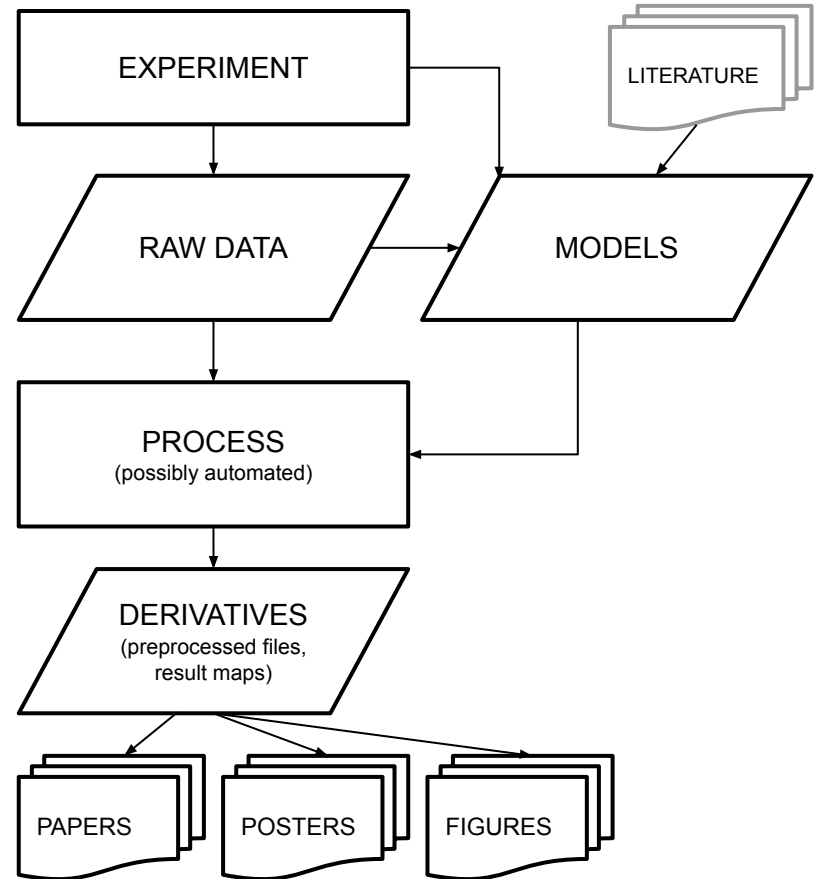 EXPERIMENT
LITERATURE
RAW DATA
MODELS
PROCESS
(possibly automated)
DERIVATIVES
(preprocessed files,
result maps)
PAPERS
POSTERS
FIGURES